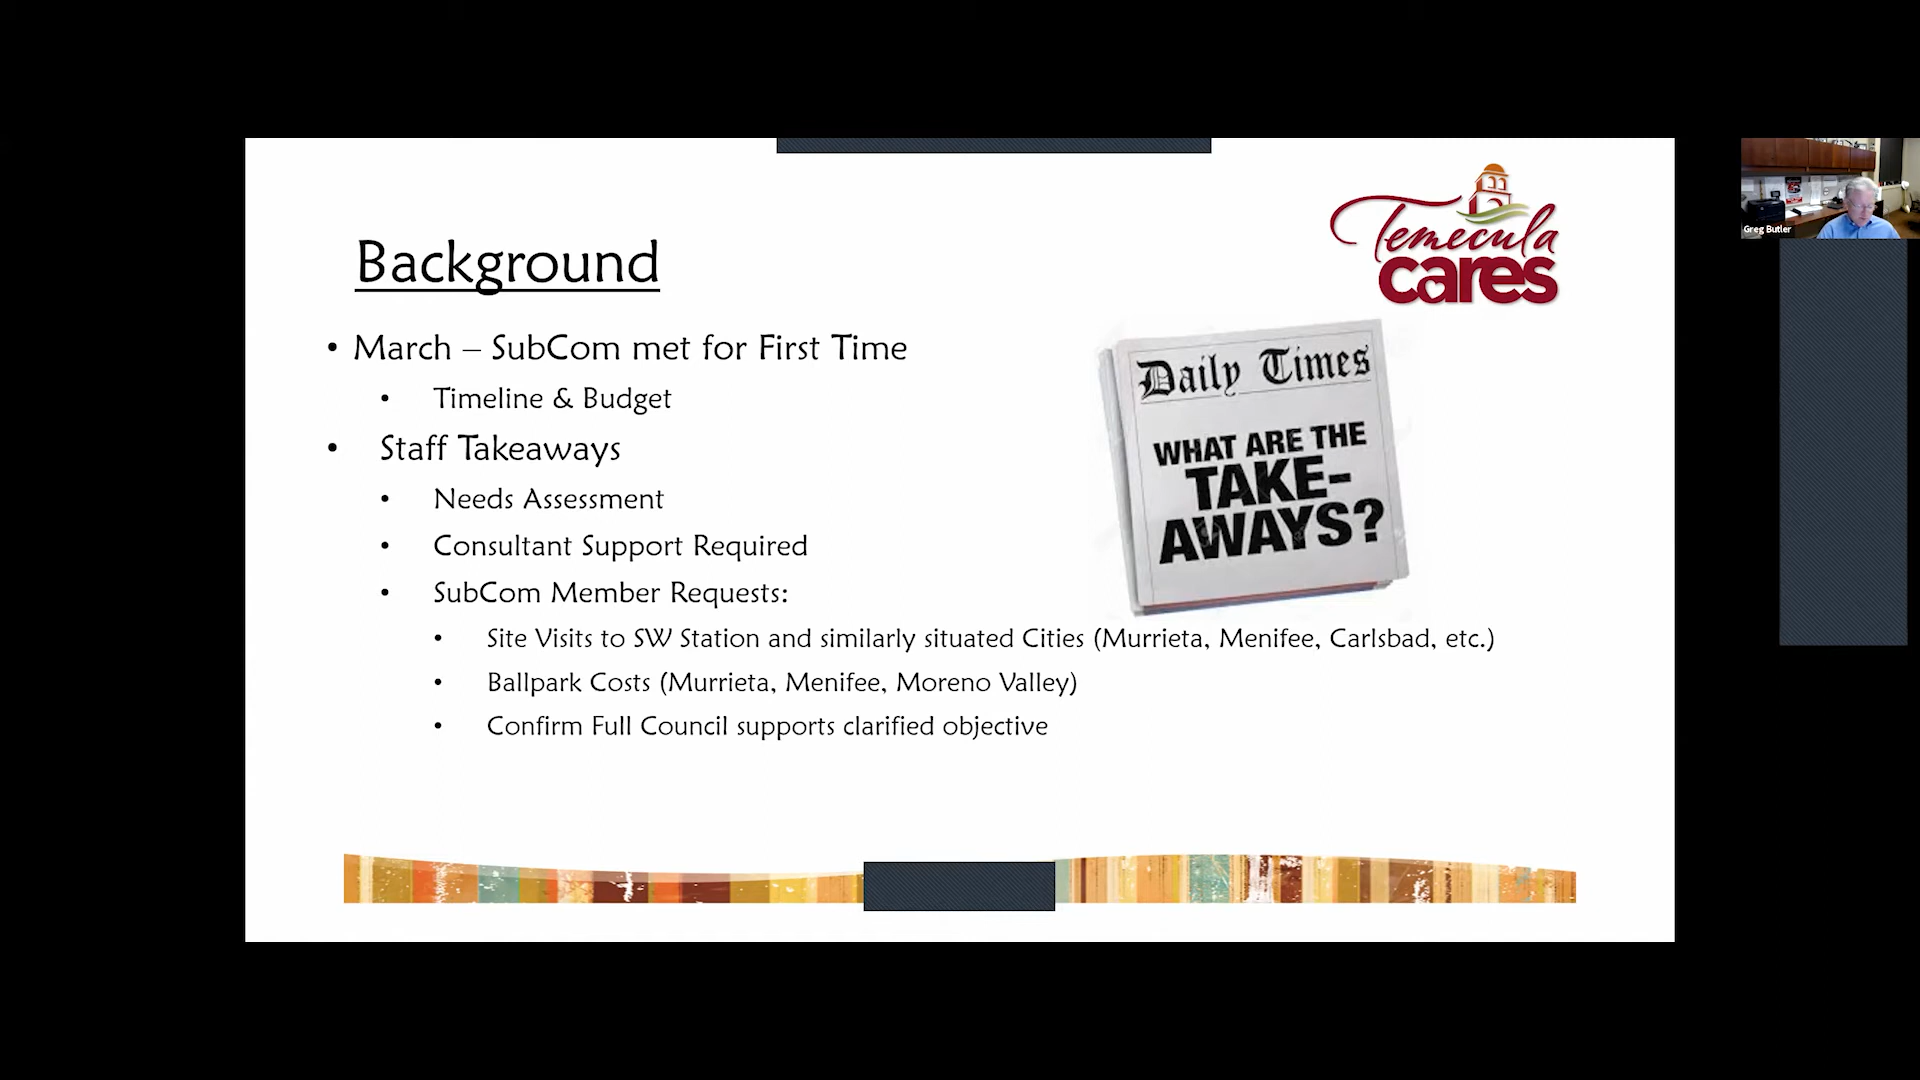 Temecula
cares
Greg Butler
Background
• March – SubCom met for First Time
• Timeline & Budget
• Staff Takeaways
• Needs Assessment
• Consultant Support Required
• SubCom Member Requests:
• Site Visits to SW Station and similarly situated Cities (Murrieta, Menifee, Carlsbad, etc.)
• Ballpark Costs (Murrieta, Menifee, Moreno Valley)
• Confirm Full Council supports clarified objective
Daily Times
WHAT ARE THE
TAKE-
AWAYS?